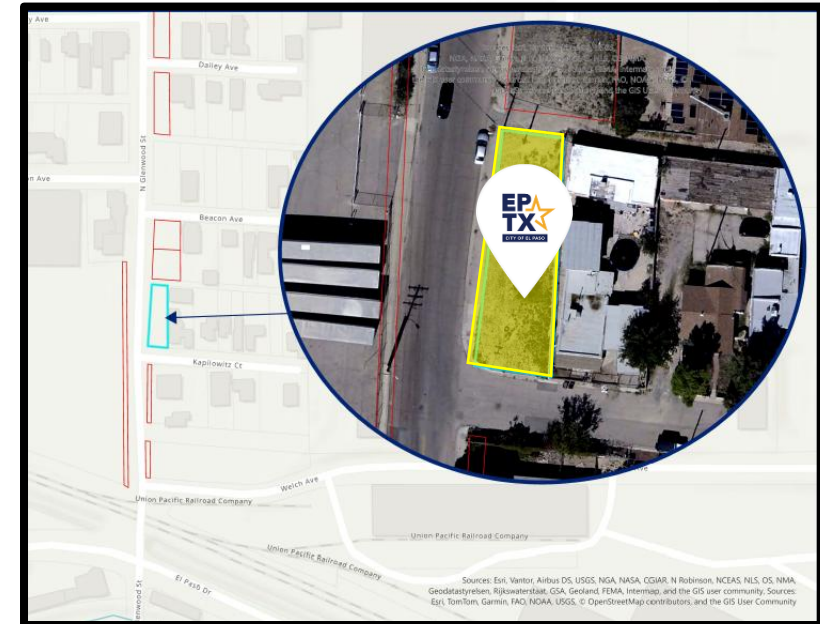 y Ave
Dailey Ave
N Glenwood St
n Ave
Beacon Ave
EP
TX
CITY OF EL PASO
Kapilowitz Ct
Welch Ave
ve
Union Pacific Railroad Company
Union Pacific Railroad Company
Union Pacific Railroad Company
El Paso Dr
enwood St
Sources: Esri, Vantor, Airbus DS, USGS, NGA, NASA, CGIAR, N Robinson, NCEAS, NLS, OS, NMA,
Geodatastyrelsen, Rijkswaterstaat, GSA, Geoland, FEMA, Intermap, and the GIS user community, Sources:
Esri, TomTom, Garmin, FAO, NOAA, USGS, © OpenStreetMap contributors, and the GIS User Community